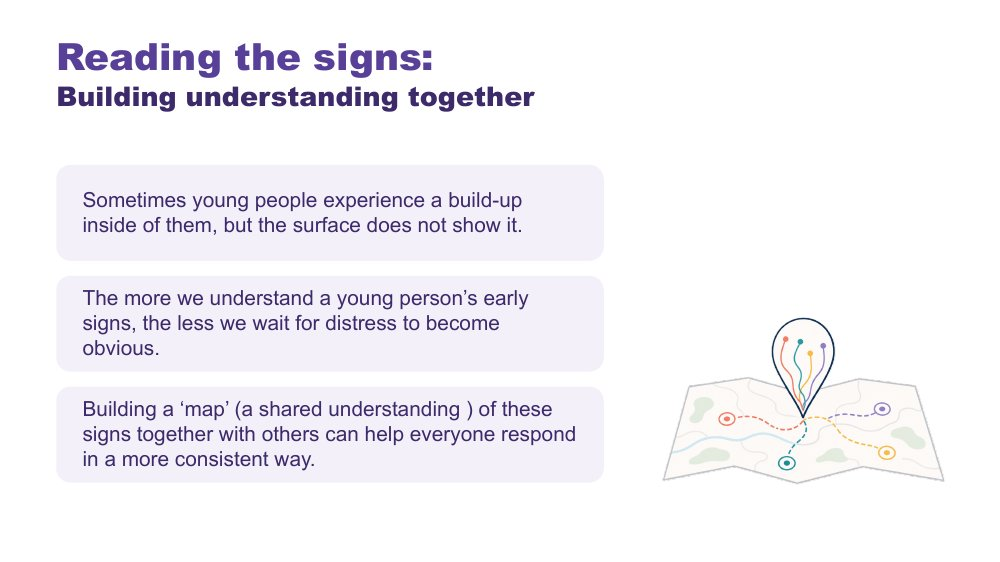 Reading the signs:
Building understanding together
Sometimes young people experience a build-up
inside of them, but the surface does not show it.
The more we understand a young person’s early
signs, the less we wait for distress to become
obvious.
Building a ‘map’ (a shared understanding ) of these
signs together with others can help everyone respond
in a more consistent way.